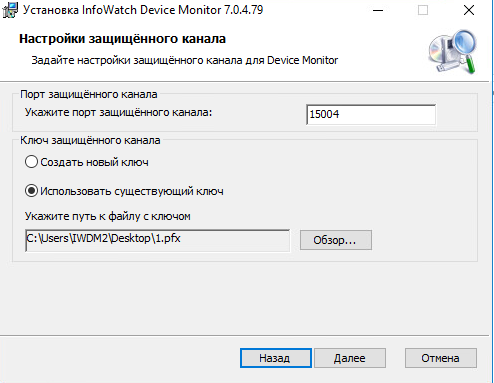 Установка InfoWatch Device Monitor 7.0.4.79
Настройки защищённого канала
Задайте настройки защищённого канала для Device Monitor
Порт защищённого канала
Укажите порт защищённого канала:
15004
Ключ защищённого канала
Создать новый ключ
Использовать существующий ключ
Укажите путь к файлу с ключом
C:\Users\IWDM2\Desktop\1.pfx
Обзор...
Назад
Далее
Отмена